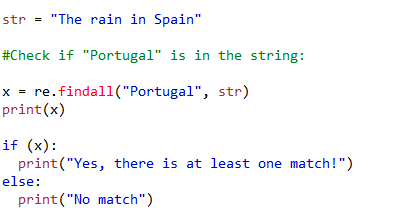 str = "The rain in Spain"
#Check if "Portugal" is in the string:
x = re.findall("Portugal", str)
print(x)
if (x):
  print("Yes, there is at least one match!")
else:
  print("No match")